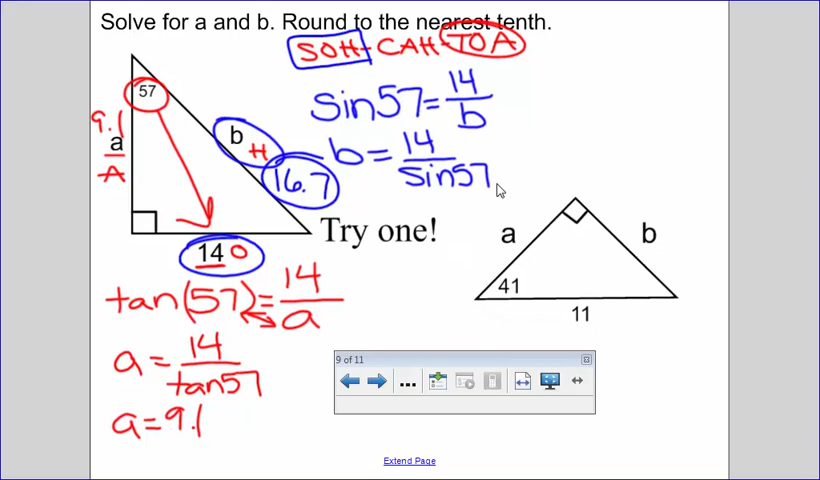 Solve for a and b. Round to the nearest tenth.
SOH-CAH-TOA
57
sin57=14/b
9.1
a
A
b
H
b=14/sin57
16.7
14 O
Try one!
a
b
41
11
tan(57)=14/a
a=14/tan57
a=9.1
9 of 11
Extend Page